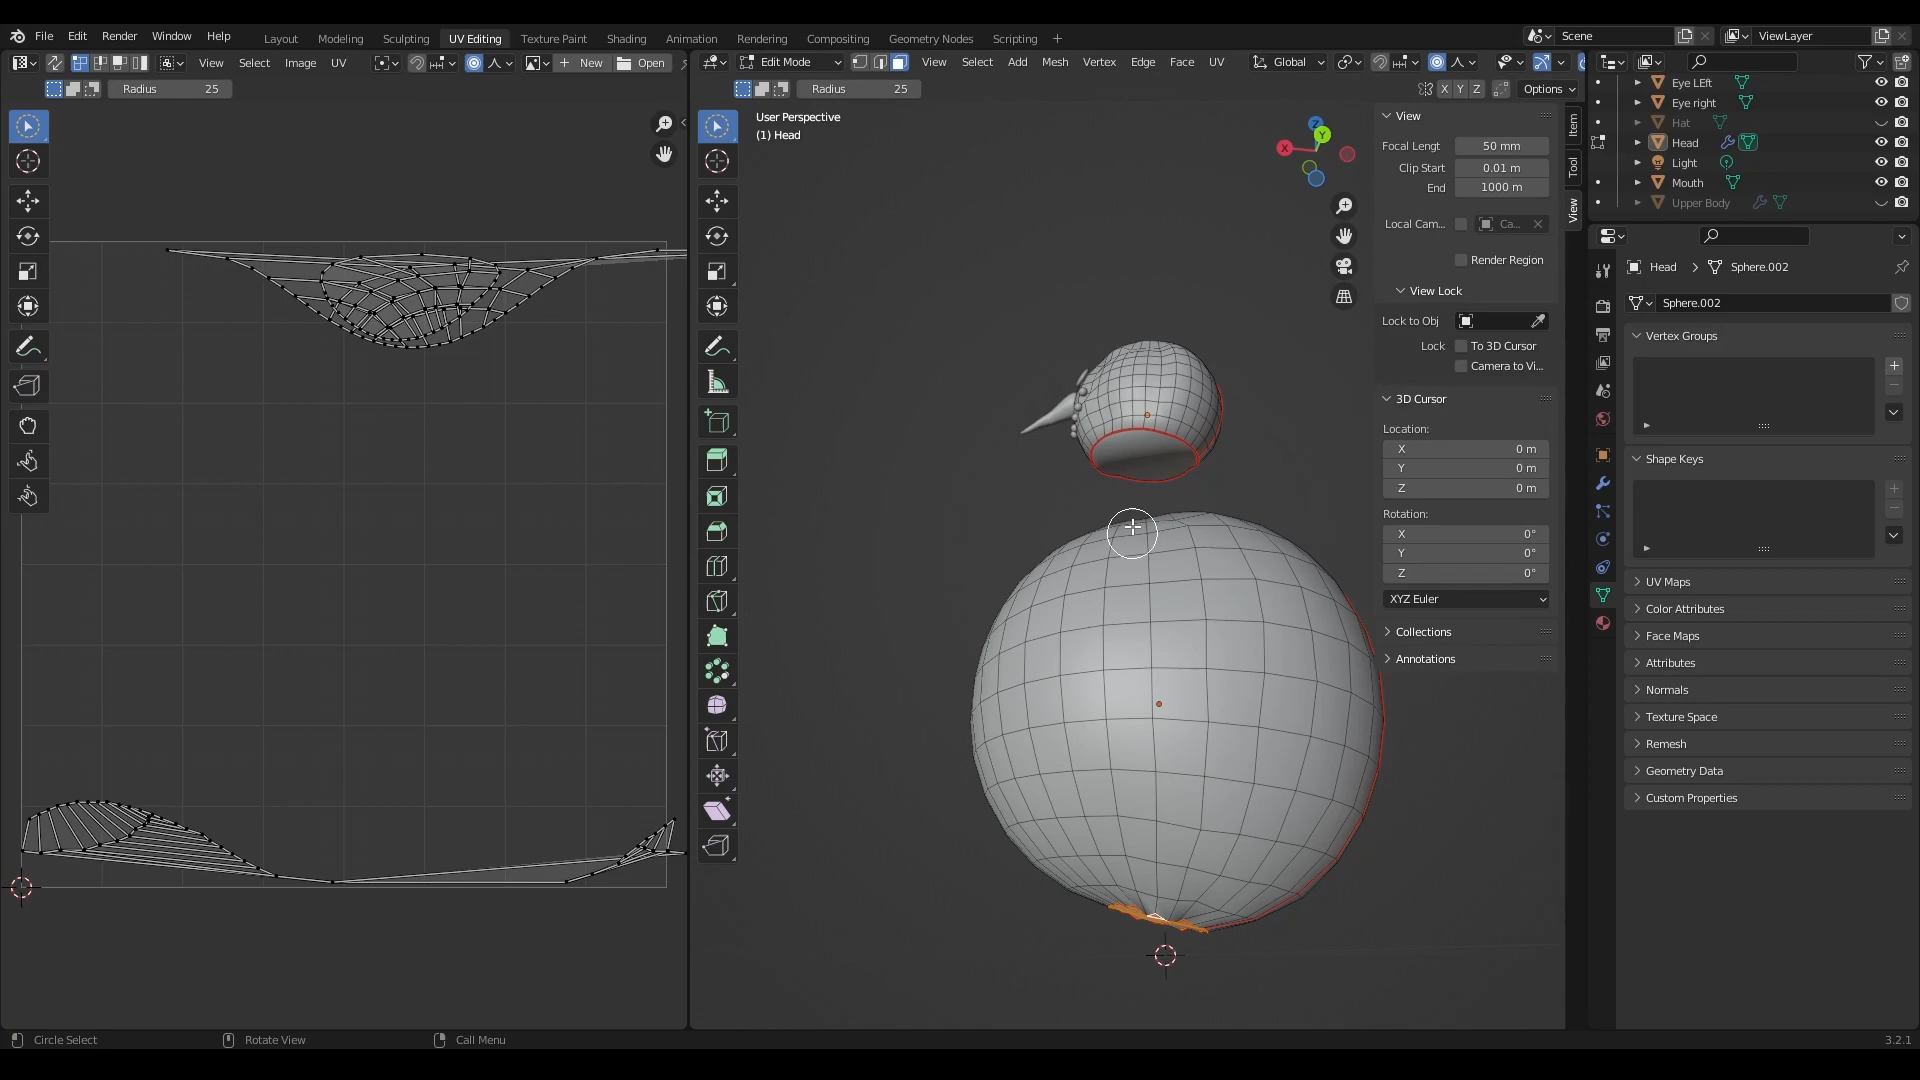 File Edit Render Window Help
Layout Modeling Sculpting UV Editing Texture Paint Shading Animation Rendering Compositing Geometry Nodes Scripting
Scene
ViewLayer
View Select Image UV
New
Open
Edit Mode
View Select Add Mesh Vertex Edge Face UV
Global
Radius 25
Radius 25
X Y Z
Options
User Perspective
(1) Head
Z
Y
X
View
Focal Lengt 50 mm
Clip Start 0.01 m
End 1000 m
Local Cam...
Ca...
Render Region
View Lock
Lock to Obj
Lock To 3D Cursor
Camera to Vi...
3D Cursor
Location:
X 0 m
Y 0 m
Z 0 m
Rotation:
X 0°
Y 0°
Z 0°
XYZ Euler
Collections
Annotations
Item
Tool
View
Eye LEft
Eye right
Hat
Head
Light
Mouth
Upper Body
Head
Sphere.002
Sphere.002
Vertex Groups
Shape Keys
UV Maps
Color Attributes
Face Maps
Attributes
Normals
Texture Space
Remesh
Geometry Data
Custom Properties
Circle Select
Rotate View
Call Menu
3.2.1